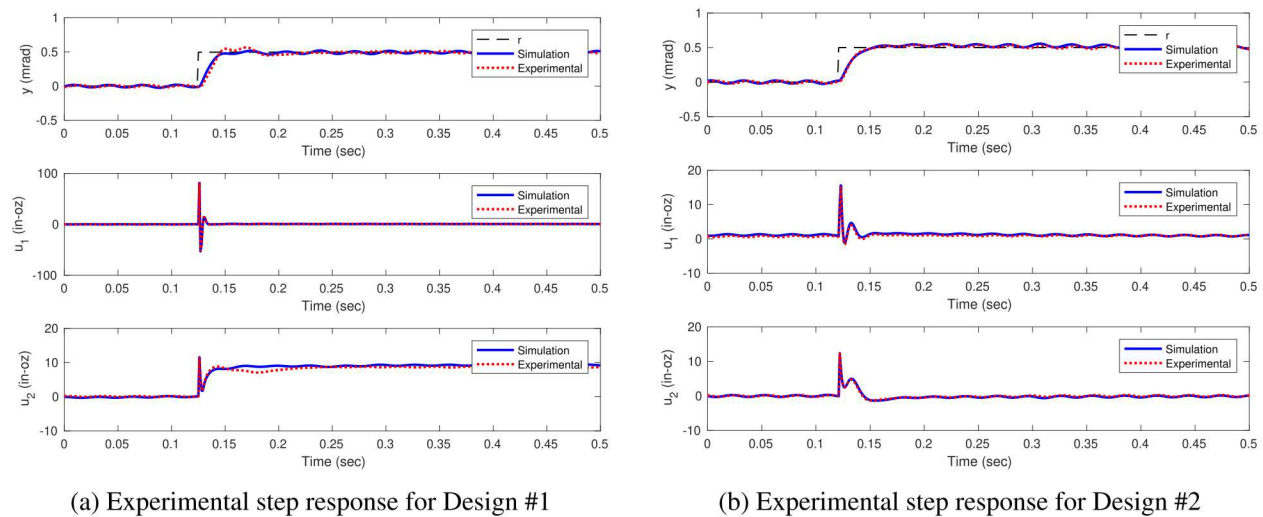 1
0.5
0
-0.5
y (mrad)
r
Simulation
Experimental
0 0.05 0.1 0.15 0.2 0.25 0.3 0.35 0.4 0.45 0.5
Time (sec)
100
0
-100
u1 (in-oz)
Simulation
Experimental
0 0.05 0.1 0.15 0.2 0.25 0.3 0.35 0.4 0.45 0.5
Time (sec)
20
10
0
-10
u2 (in-oz)
Simulation
Experimental
0 0.05 0.1 0.15 0.2 0.25 0.3 0.35 0.4 0.45 0.5
Time (sec)
(a) Experimental step response for Design #1
1
0.5
0
-0.5
y (mrad)
r
Simulation
Experimental
0 0.05 0.1 0.15 0.2 0.25 0.3 0.35 0.4 0.45 0.5
Time (sec)
20
10
0
-10
u1 (in-oz)
Simulation
Experimental
0 0.05 0.1 0.15 0.2 0.25 0.3 0.35 0.4 0.45 0.5
Time (sec)
20
10
0
-10
u2 (in-oz)
Simulation
Experimental
0 0.05 0.1 0.15 0.2 0.25 0.3 0.35 0.4 0.45 0.5
Time (sec)
(b) Experimental step response for Design #2